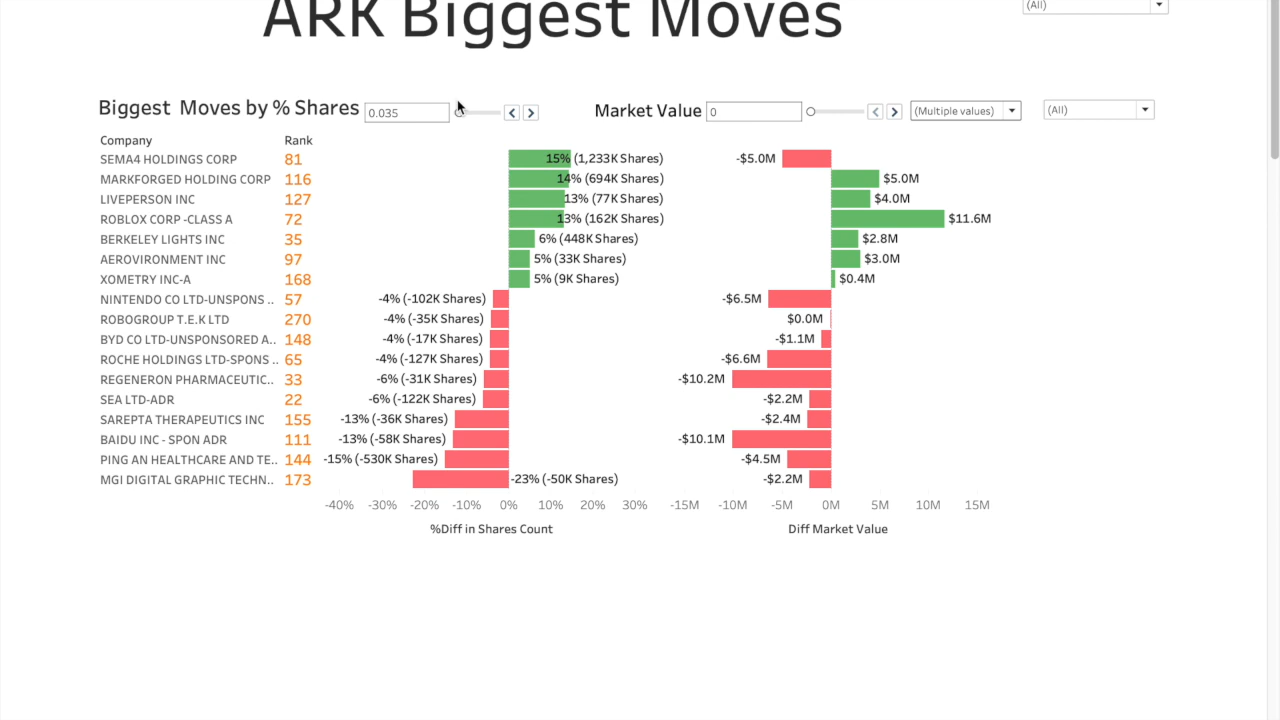 (All)
ARK Biggest Moves
Biggest Moves by % Shares 0.035 Market Value 0 (Multiple values) (All)
Company Rank
SEMA4 HOLDINGS CORP 81 15% (1,233K Shares) -$5.0M
MARKFORGED HOLDING CORP 116 14% (694K Shares) $5.0M
LIVEPERSON INC 127 13% (77K Shares) $4.0M
ROBLOX CORP -CLASS A 72 13% (162K Shares) $11.6M
BERKELEY LIGHTS INC 35 6% (448K Shares) $2.8M
AEROVIRONMENT INC 97 5% (33K Shares) $3.0M
XOMETRY INC-A 168 5% (9K Shares) $0.4M
NINTENDO CO LTD-UNSPONS .. 57 -4% (-102K Shares) -$6.5M
ROBOGROUP T.E.K LTD 270 -4% (-35K Shares) $0.0M
BYD CO LTD-UNSPONSORED A.. 148 -4% (-17K Shares) -$1.1M
ROCHE HOLDINGS LTD-SPONS .. 65 -4% (-127K Shares) -$6.6M
REGENERON PHARMACEUTIC.. 33 -6% (-31K Shares) -$10.2M
SEA LTD-ADR 22 -6% (-122K Shares) -$2.2M
SAREPTA THERAPEUTICS INC 155 -13% (-36K Shares) -$2.4M
BAIDU INC - SPON ADR 111 -13% (-58K Shares) -$10.1M
PING AN HEALTHCARE AND TE.. 144 -15% (-530K Shares) -$4.5M
MGI DIGITAL GRAPHIC TECHN.. 173 -23% (-50K Shares) -$2.2M
-40% -30% -20% -10% 0% 10% 20% 30% -15M -10M -5M 0M 5M 10M 15M
%Diff in Shares Count Diff Market Value